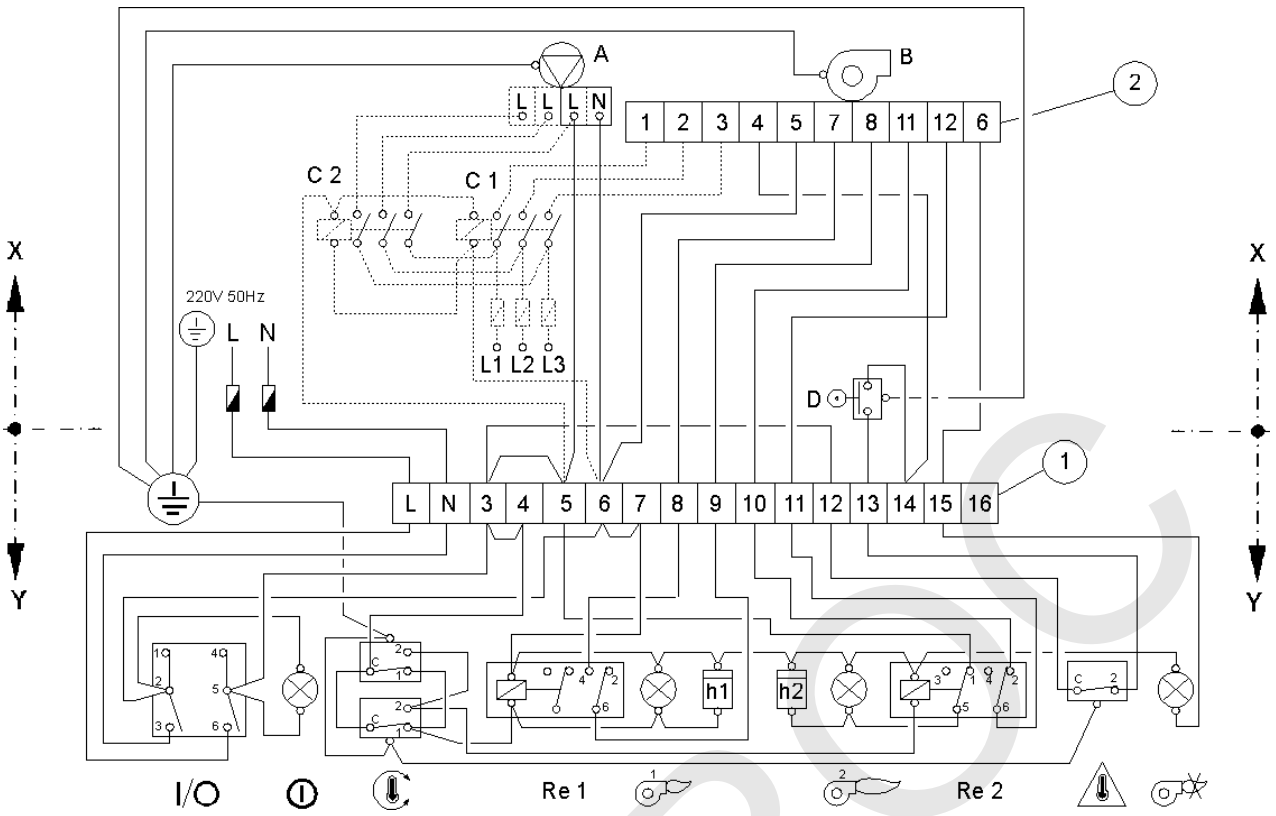 A B
2
L L L N
1 2 3 4 5 7 8 11 12 6
C 2 C 1
X X
220V 50Hz
L N
L1 L2 L3
D
1
L N 3 4 5 6 7 8 9 10 11 12 13 14 15 16
Y Y
1 4
2 5
3 6
2
C 1
2
C 1
4 2
6
h1 h2
3 1 4 2
5 6
C 2
I/O
Re 1
1
2
Re 2